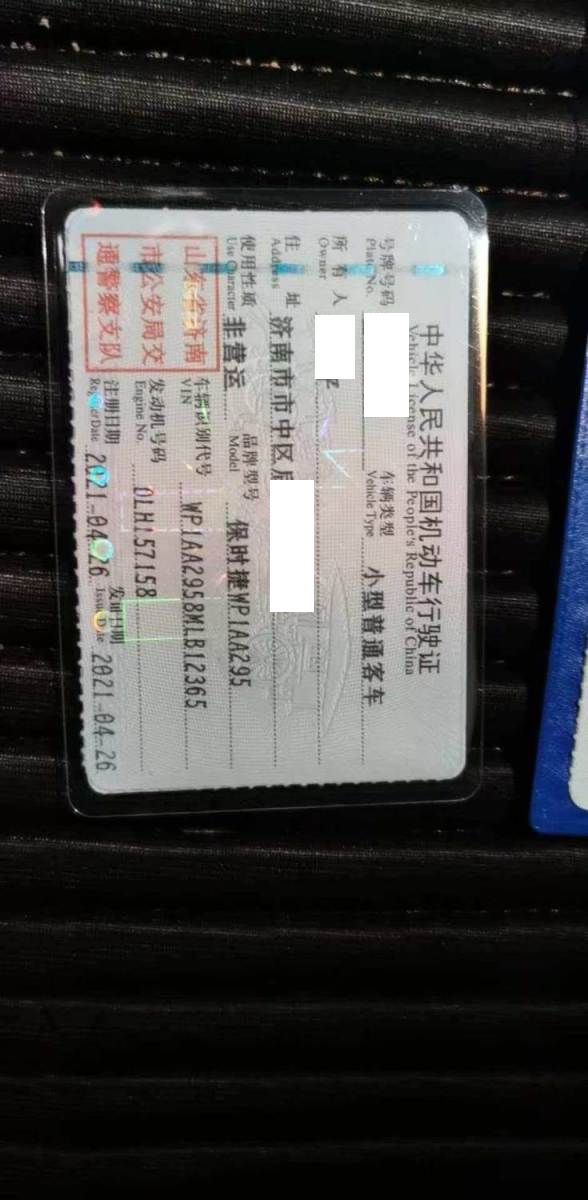 中华人民共和国机动车行驶证
Vehicle License of the People's Republic of China
号牌号码
Plate No.
车辆类型 小型普通客车
Vehicle Type
所有人
Owner
住址 济南市市中区
Address
使用性质 非营运 品牌型号 保时捷WP1AA295
Use Character Model
山东省济南
市公安局交
通警察支队
车辆识别代号 WP1AA2958MLB12365
VIN
发动机号码 DLH157158
Engine No.
注册日期 2021-04-26 发证日期 2021-04-26
Register Date Issue Date